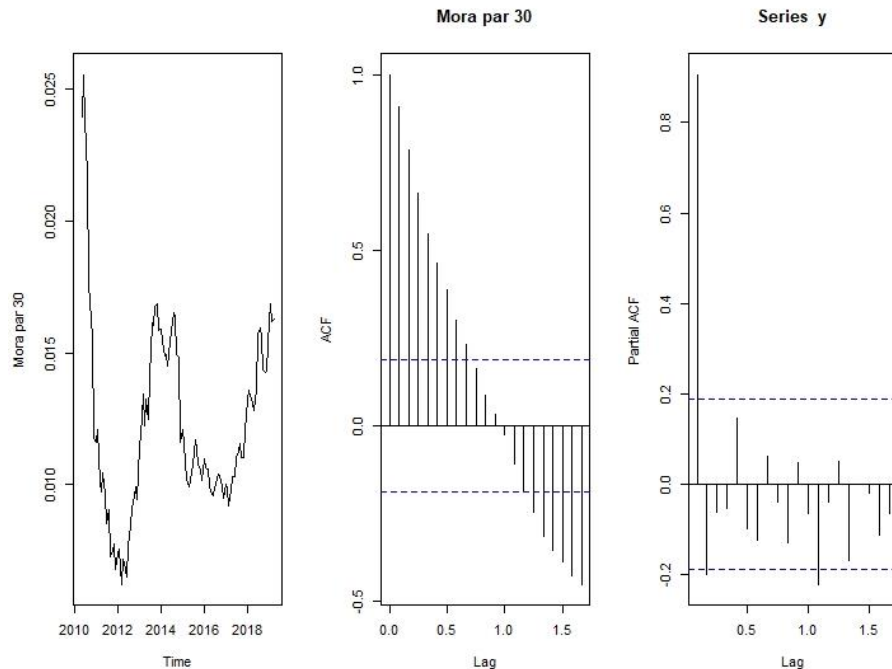 Mora par 30
Series y
Mora par 30
0.025
0.020
0.015
0.010
2010 2012 2014 2016 2018
Time
ACF
1.0
0.5
0.0
-0.5
0.0 0.5 1.0 1.5
Lag
Partial ACF
0.8
0.6
0.4
0.2
0.0
-0.2
0.5 1.0 1.5
Lag